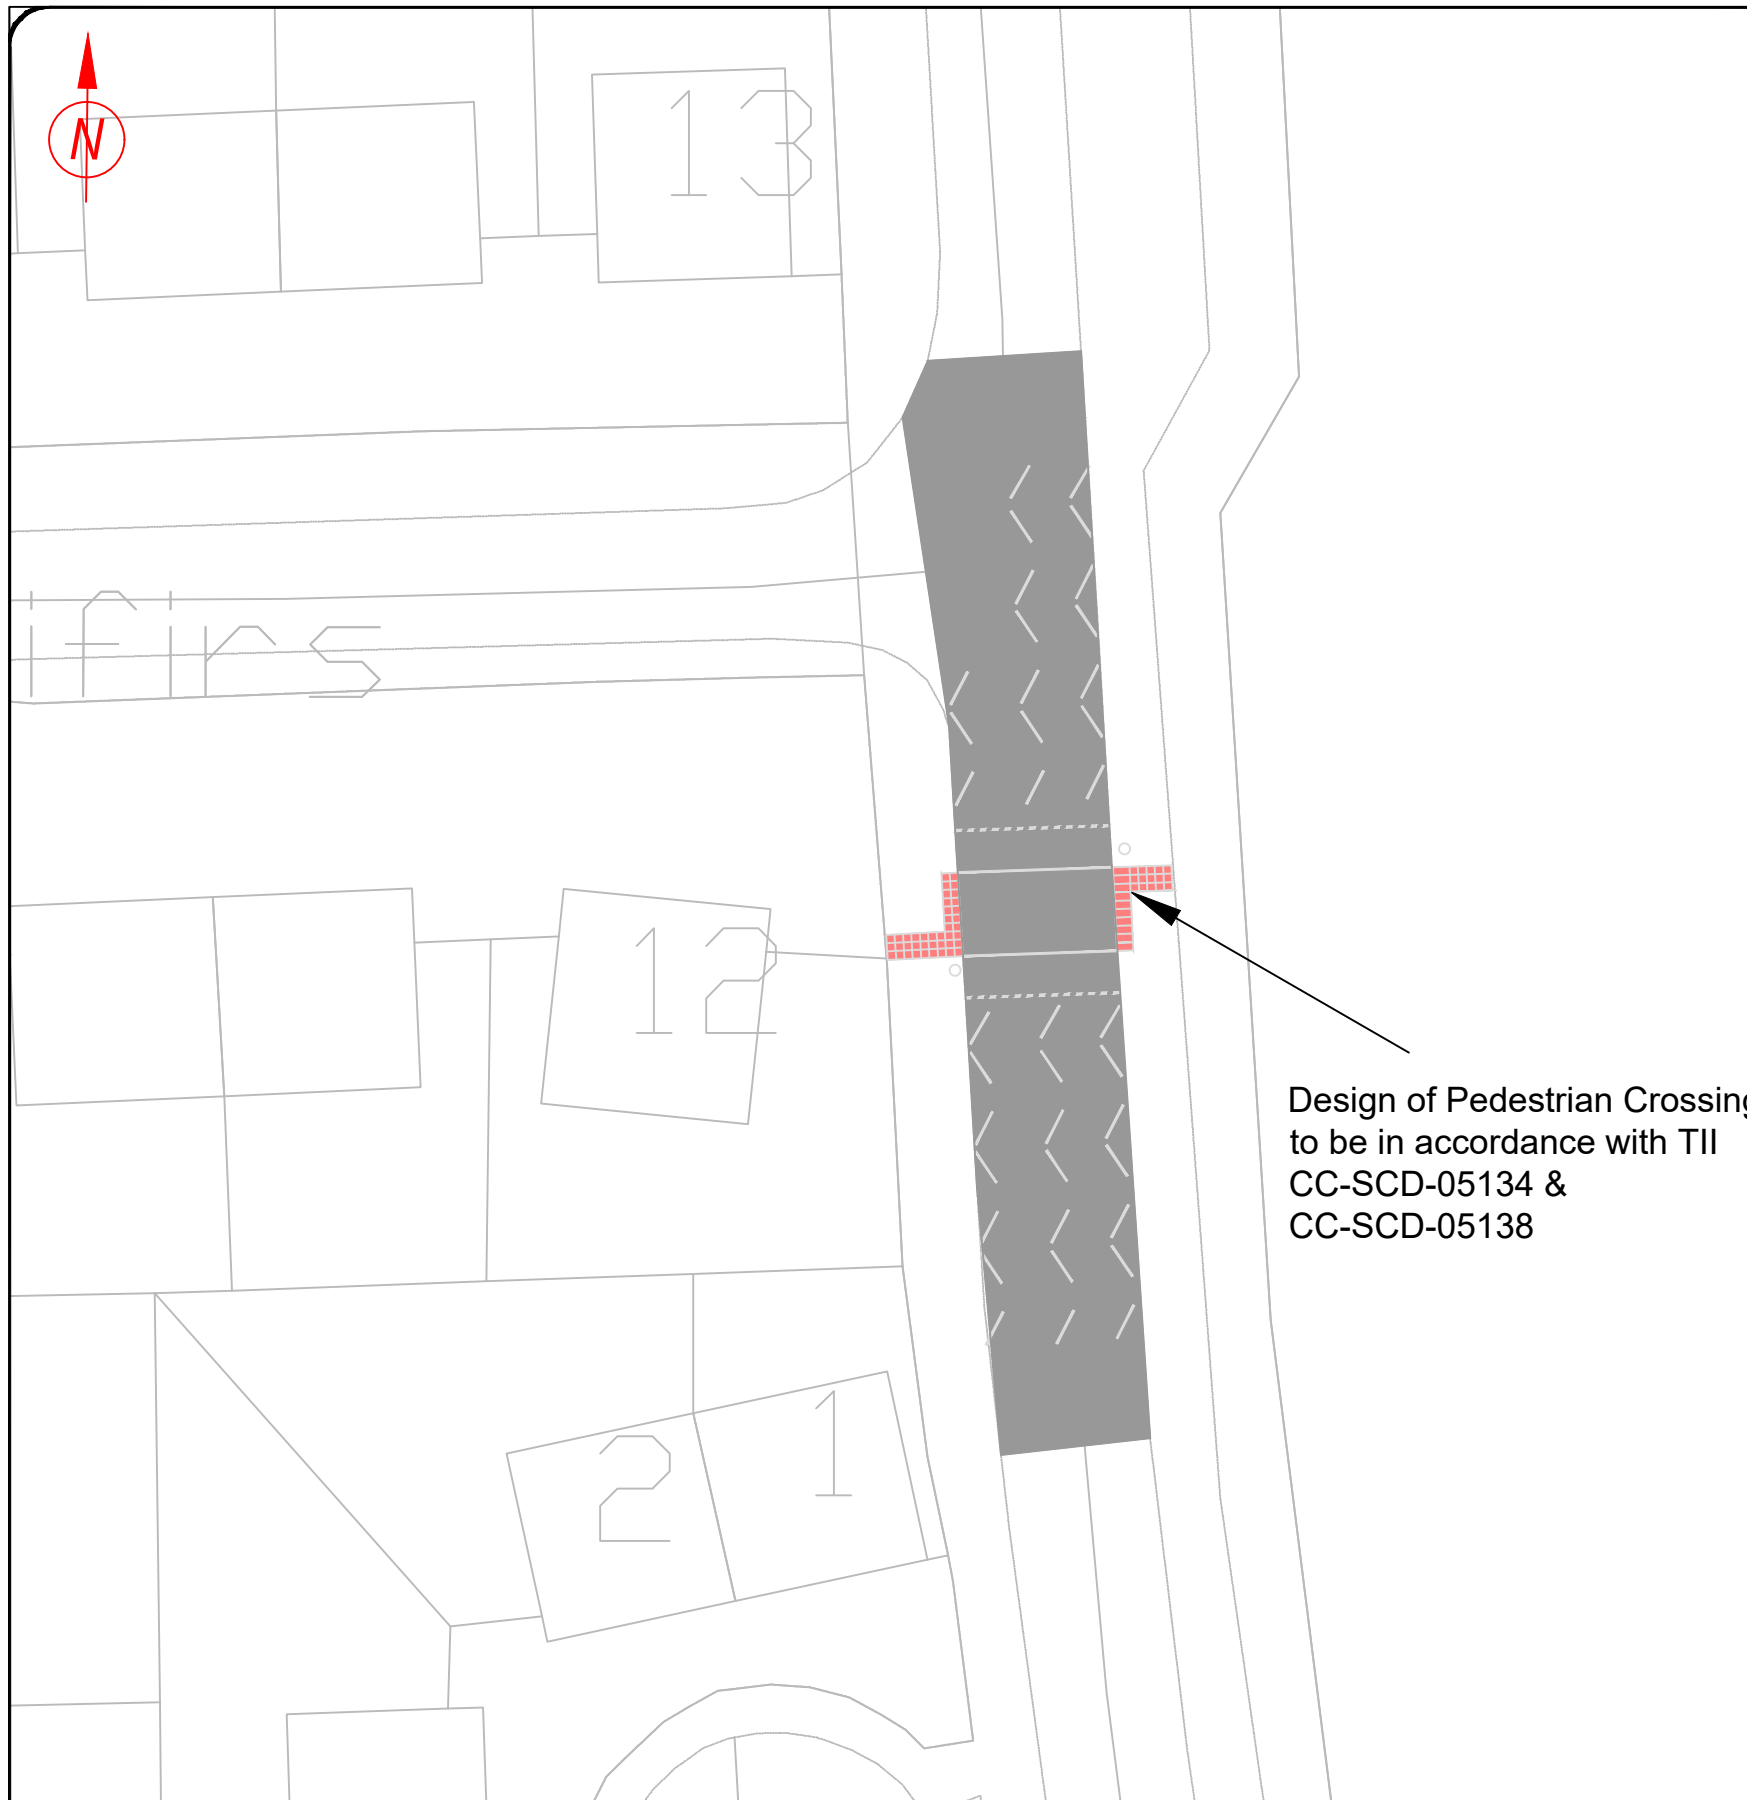 N
13
ifirs
12
Design of Pedestrian Crossing
to be in accordance with TII
CC-SCD-05134 &
CC-SCD-05138
1
2